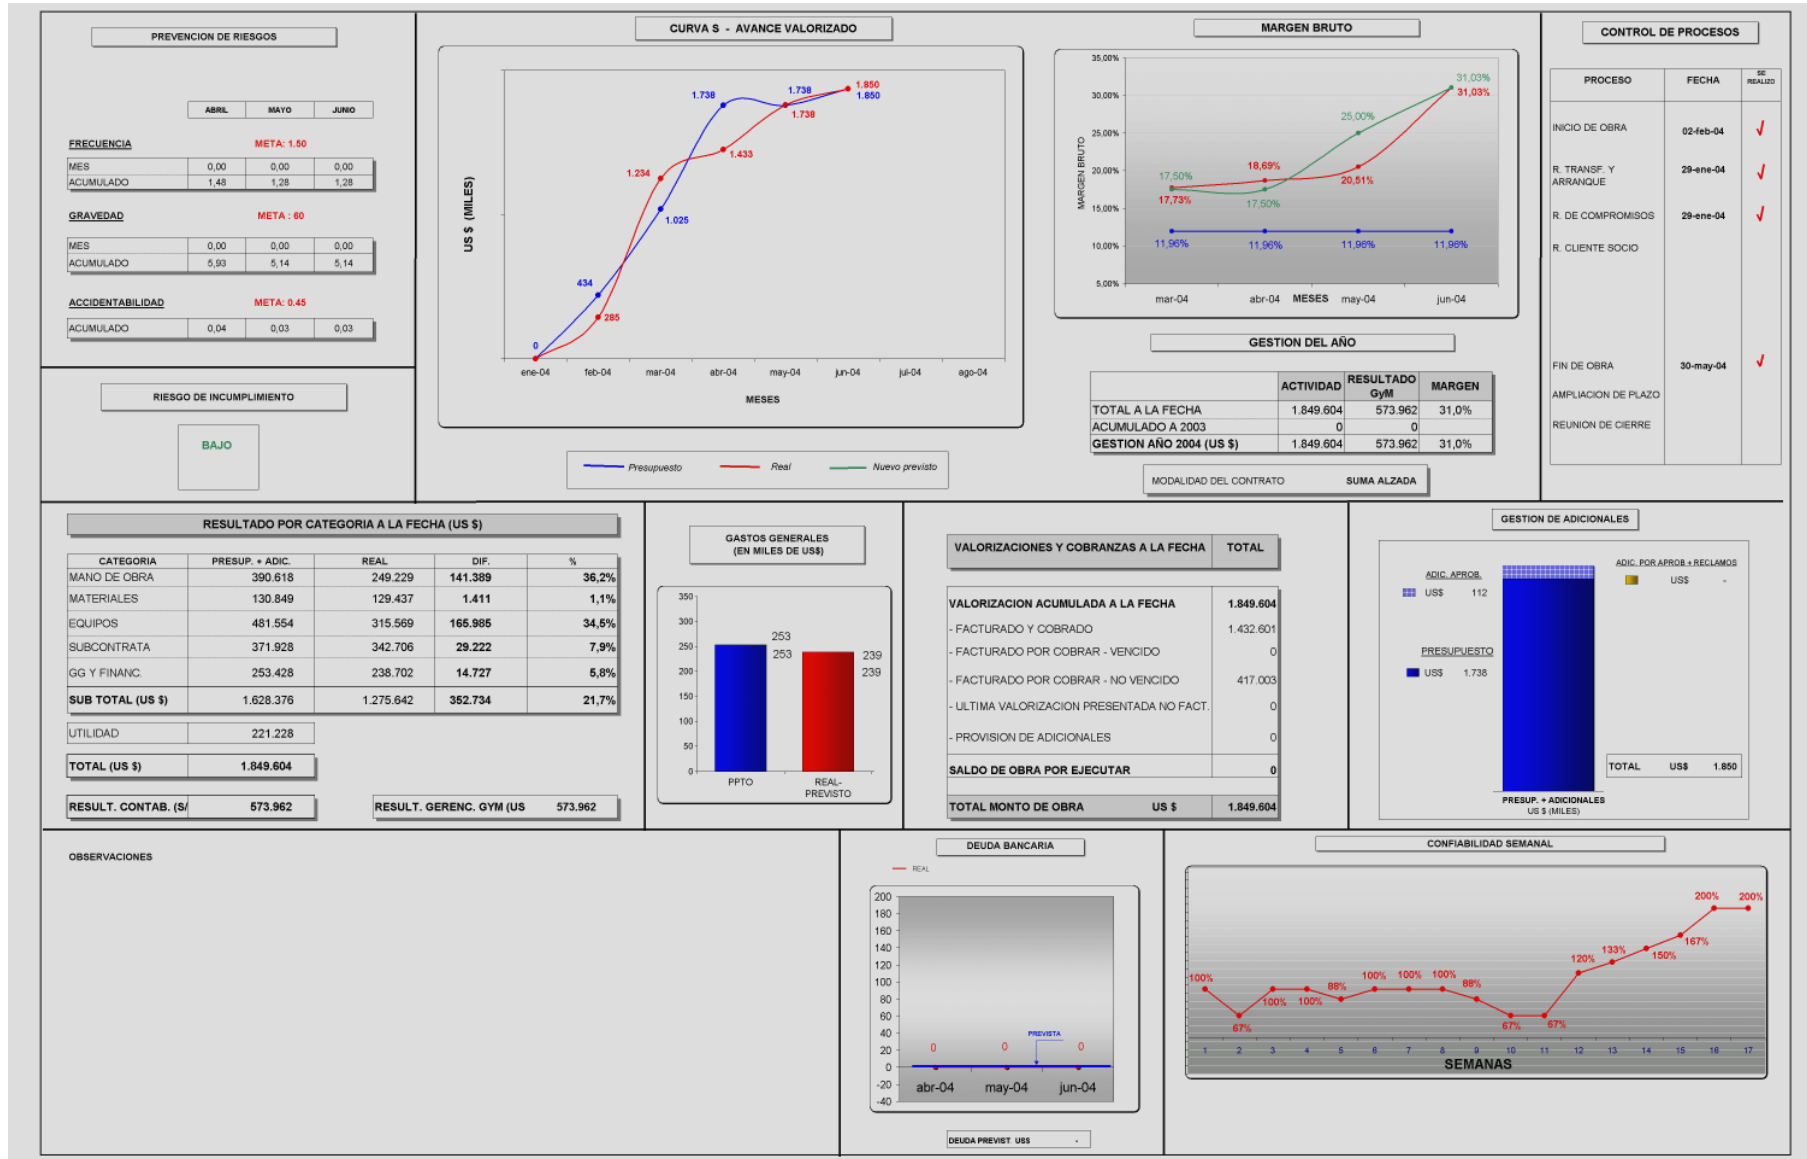 PREVENCION DE RIESGOS
ABRIL MAYO JUNIO
FRECUENCIA META: 1.50
MES 0,00 0,00 0,00
ACUMULADO 1,48 1,28 1,28
GRAVEDAD META : 60
MES 0,00 0,00 0,00
ACUMULADO 5,93 5,14 5,14
ACCIDENTABILIDAD META: 0.45
ACUMULADO 0,04 0,03 0,03
RIESGO DE INCUMPLIMIENTO
BAJO
CURVA S - AVANCE VALORIZADO
US $ (MILES)
1.738 1.738 1.850
1.850
1.738
1.433
1.234
1.025
434
285
0
ene-04 feb-04 mar-04 abr-04 may-04 jun-04 jul-04 ago-04
MESES
Presupuesto Real Nuevo previsto
MARGEN BRUTO
MARGEN BRUTO
35,00%
30,00%
25,00%
20,00%
15,00%
10,00%
5,00%
31,03%
31,03%
25,00%
18,69%
20,51%
17,50%
17,73%
17,50%
11,96% 11,96% 11,96% 11,96%
mar-04 abr-04 MESES may-04 jun-04
GESTION DEL AÑO
ACTIVIDAD RESULTADO GyM MARGEN
TOTAL A LA FECHA 1.849.604 573.962 31,0%
ACUMULADO A 2003 0 0
GESTION AÑO 2004 (US $) 1.849.604 573.962 31,0%
MODALIDAD DEL CONTRATO SUMA ALZADA
CONTROL DE PROCESOS
PROCESO FECHA SE REALIZO
INICIO DE OBRA 02-feb-04 √
R. TRANSF. Y ARRANQUE 29-ene-04 √
R. DE COMPROMISOS 29-ene-04 √
R. CLIENTE SOCIO
FIN DE OBRA 30-may-04 √
AMPLIACION DE PLAZO
REUNION DE CIERRE
RESULTADO POR CATEGORIA A LA FECHA (US $)
CATEGORIA PRESUP. + ADIC. REAL DIF. %
MANO DE OBRA 390.618 249.229 141.389 36,2%
MATERIALES 130.849 129.437 1.411 1,1%
EQUIPOS 481.554 315.569 165.985 34,5%
SUBCONTRATA 371.928 342.706 29.222 7,9%
GG Y FINANC. 253.428 238.702 14.727 5,8%
SUB TOTAL (US $) 1.628.376 1.275.642 352.734 21,7%
UTILIDAD 221.228
TOTAL (US $) 1.849.604
RESULT. CONTAB. (S/ 573.962 RESULT. GERENC. GYM (US 573.962
GASTOS GENERALES
(EN MILES DE US$)
350
300
250
200
150
100
50
0
253
253
239
239
PPTO REAL-
PREVISTO
VALORIZACIONES Y COBRANZAS A LA FECHA TOTAL
VALORIZACION ACUMULADA A LA FECHA 1.849.604
- FACTURADO Y COBRADO 1.432.601
- FACTURADO POR COBRAR - VENCIDO 0
- FACTURADO POR COBRAR - NO VENCIDO 417.003
- ULTIMA VALORIZACION PRESENTADA NO FACT. 0
- PROVISION DE ADICIONALES 0
SALDO DE OBRA POR EJECUTAR 0
TOTAL MONTO DE OBRA US $ 1.849.604
GESTION DE ADICIONALES
ADIC. APROB.
US$ 112
PRESUPUESTO
US$ 1.738
ADIC. POR APROB + RECLAMOS
US$ -
TOTAL US$ 1.850
PRESUP. + ADICIONALES
US $ (MILES)
OBSERVACIONES
DEUDA BANCARIA
REAL
200
180
160
140
120
100
80
60
40
20
0
-20
-40
PREVISTA
0 0 0
abr-04 may-04 jun-04
DEUDA PREVIST. US$ -
CONFIABILIDAD SEMANAL
100% 67% 100% 100% 88% 100% 100% 100% 88% 67% 67% 120% 133% 150% 167% 200% 200%
1 2 3 4 5 6 7 8 9 10 11 12 13 14 15 16 17
SEMANAS